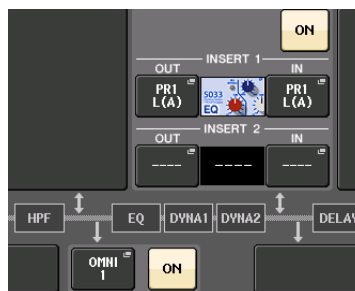 ON
INSERT 1
OUT IN
PR1 L(A)
5033 EQ
PR1 L(A)
INSERT 2
OUT IN
---- ---- ----
HPF EQ DYNA1 DYNA2 DELAY
OMNI 1
ON